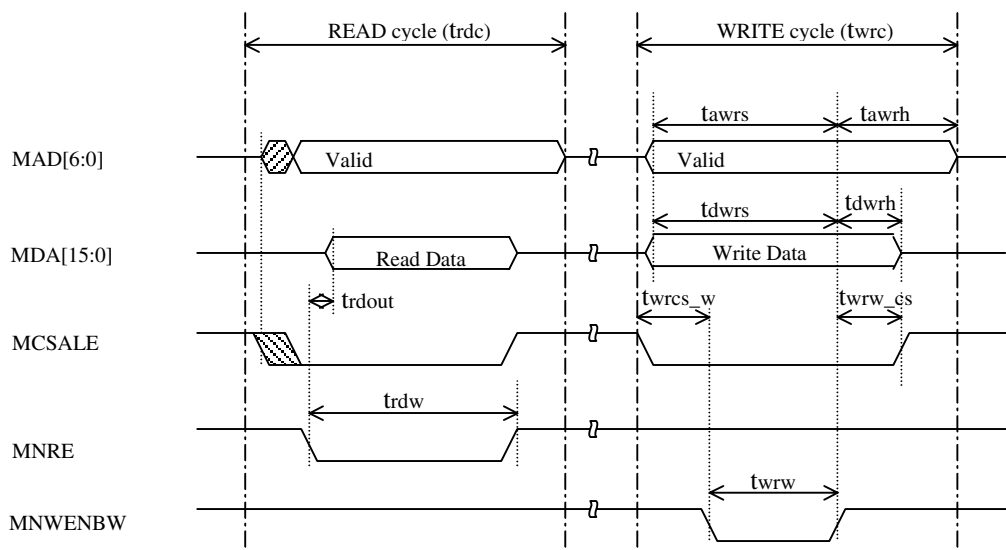 READ cycle (trdc) WRITE cycle (twrc)
tawrs tawrh
MAD[6:0] Valid Valid
tdwrs tdwrh
MDA[15:0] Read Data Write Data
trdout twrcs_w twrw_cs
MCSALE
trdw
MNRE
twrw
MNWENBW